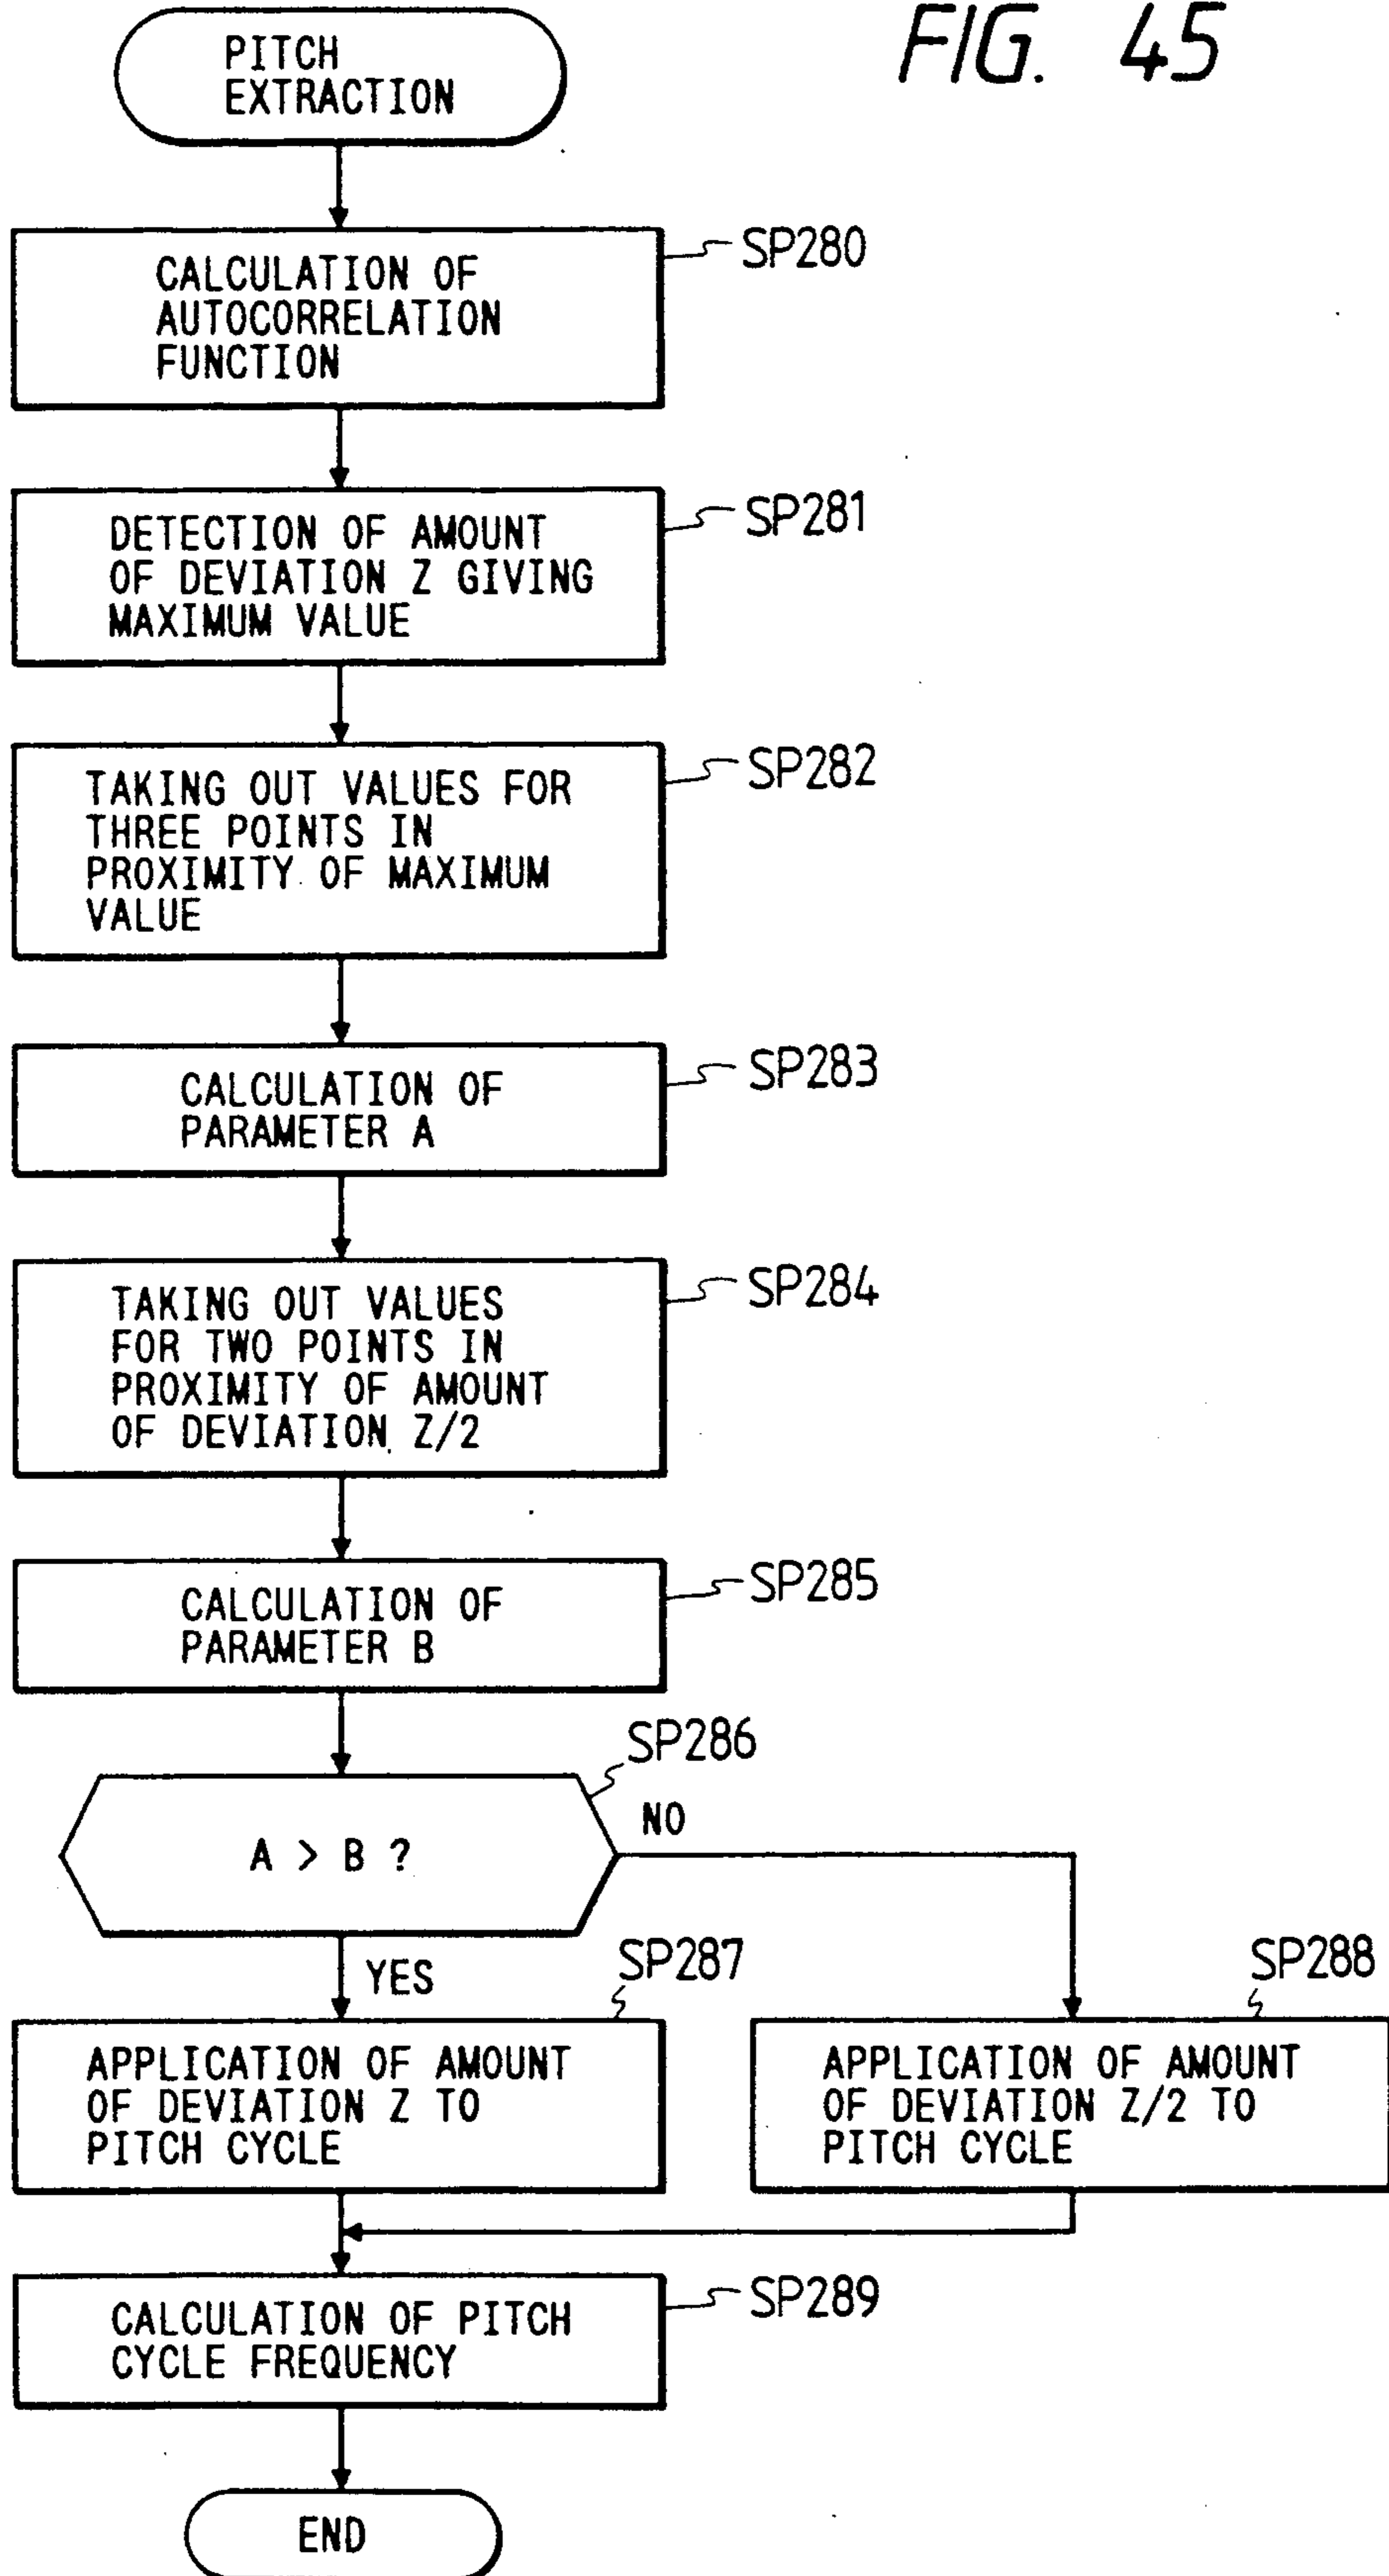 FIG. 45
PITCH
EXTRACTION
SP280
CALCULATION OF
AUTOCORRELATION
FUNCTION
SP281
DETECTION OF AMOUNT
OF DEVIATION Z GIVING
MAXIMUM VALUE
SP282
TAKING OUT VALUES FOR
THREE POINTS IN
PROXIMITY OF MAXIMUM
VALUE
SP283
CALCULATION OF
PARAMETER A
SP284
TAKING OUT VALUES
FOR TWO POINTS IN
PROXIMITY OF AMOUNT
OF DEVIATION Z/2
SP285
CALCULATION OF
PARAMETER B
SP286
A > B ?
NO
YES
SP287
APPLICATION OF AMOUNT
OF DEVIATION Z TO
PITCH CYCLE
SP288
APPLICATION OF AMOUNT
OF DEVIATION Z/2 TO
PITCH CYCLE
SP289
CALCULATION OF PITCH
CYCLE FREQUENCY
END